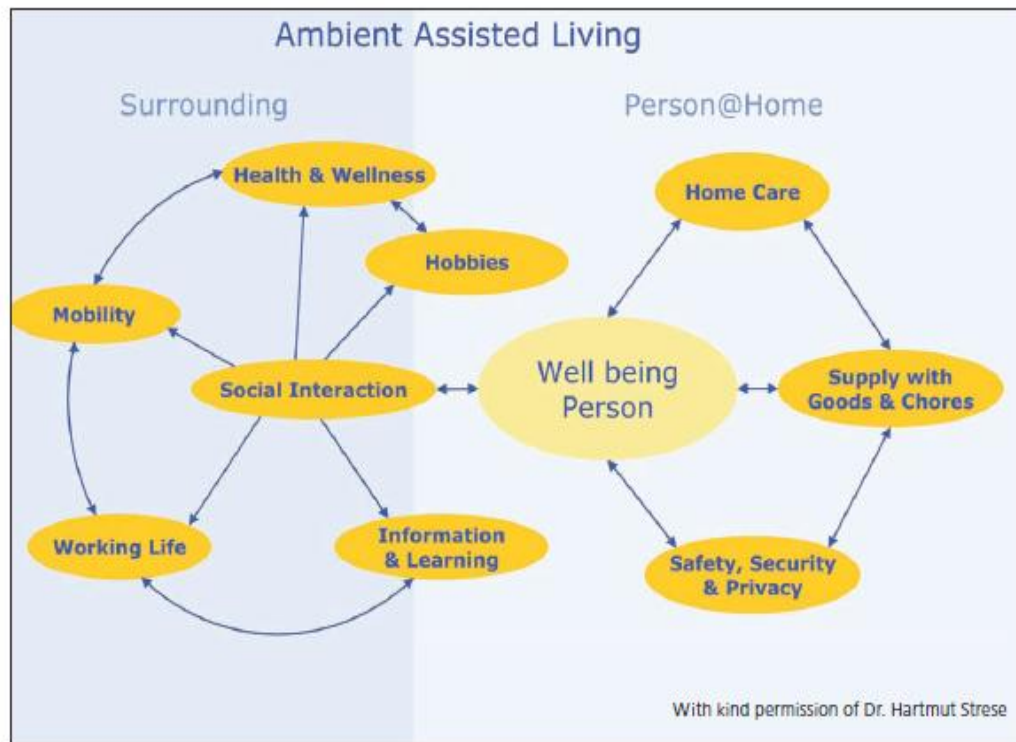 Ambient Assisted Living
Surrounding
Person@Home
Health & Wellness
Home Care
Hobbies
Mobility
Social Interaction
Well being
Person
Supply with
Goods & Chores
Working Life
Information
& Learning
Safety, Security
& Privacy
With kind permission of Dr. Hartmut Strese